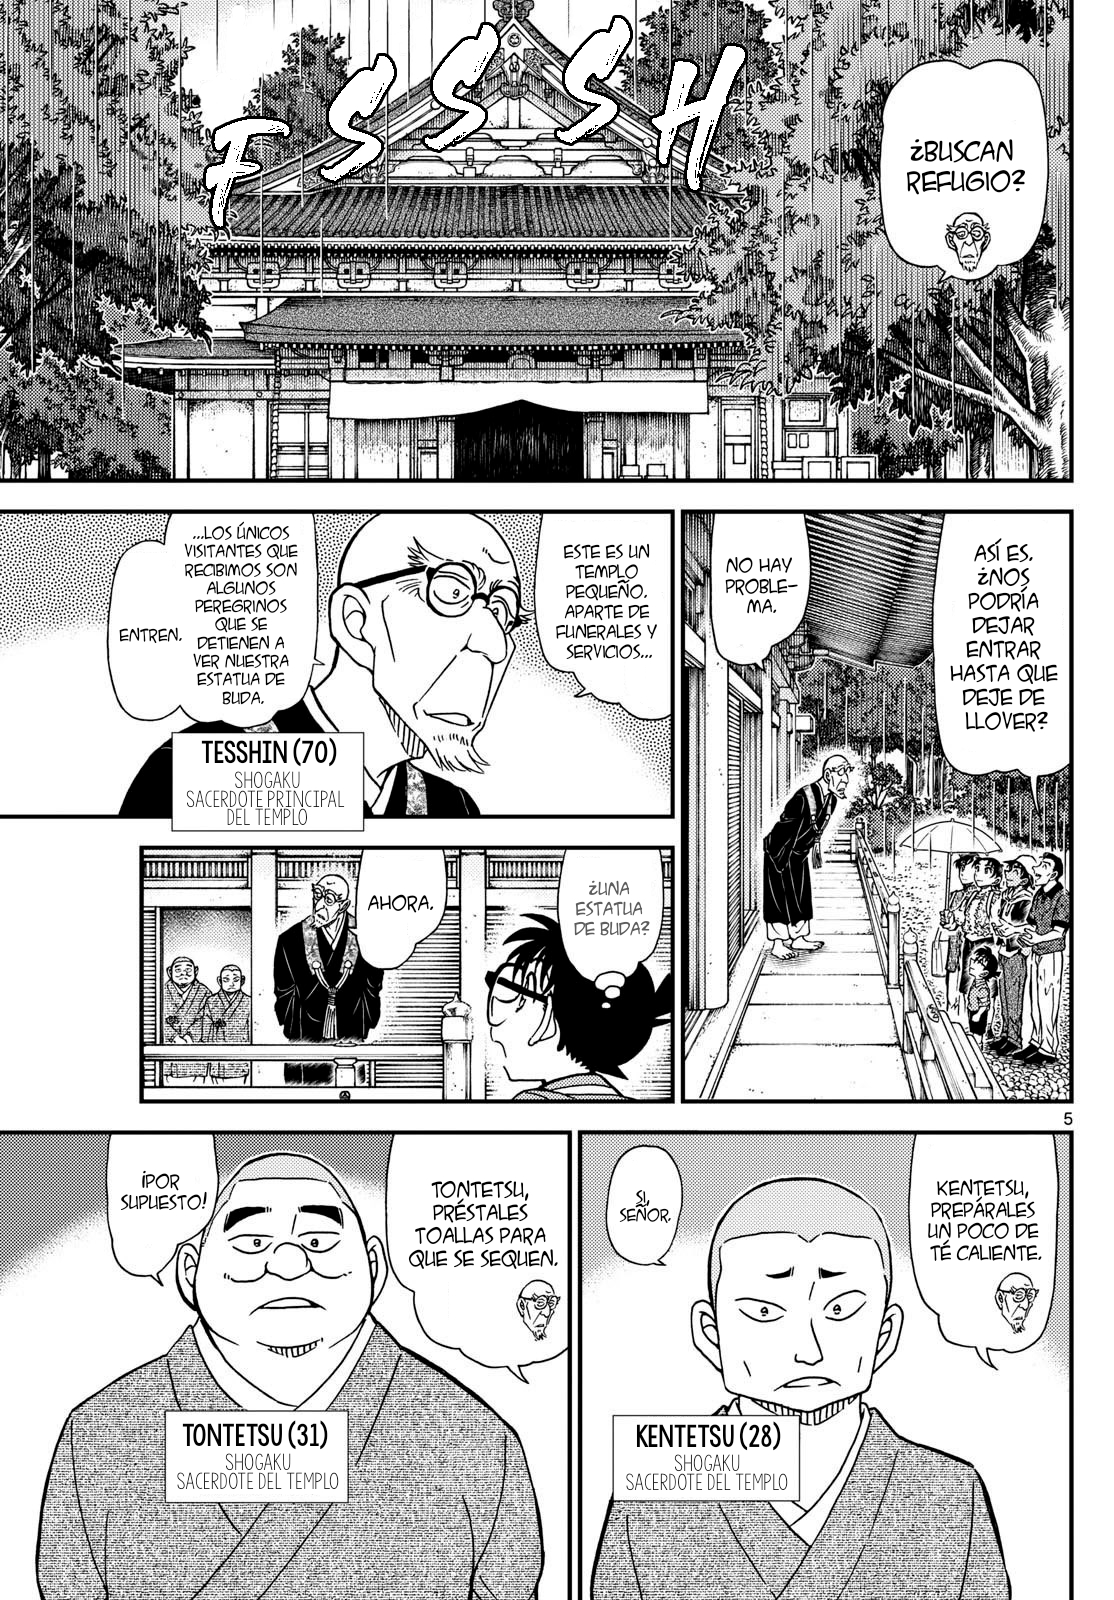 FSSSH
¿BUSCAN
REFUGIO?
ASÍ ES.
¿NOS
PODRÍA
DEJAR
ENTRAR
HASTA QUE
DEJE DE
LLOVER?
NO HAY
PROBLE-
MA.
ESTE ES UN
TEMPLO
PEQUEÑO.
APARTE DE
FUNERALES Y
SERVICIOS...
...LOS ÚNICOS
VISITANTES QUE
RECIBIMOS SON
ALGUNOS
PEREGRINOS
QUE SE
DETIENEN A
VER NUESTRA
ESTATUA DE
BUDA.
ENTREN.
TESSHIN (70)
SHOGAKU
SACERDOTE PRINCIPAL
DEL TEMPLO
¿UNA
ESTATUA
DE BUDA?
AHORA.
5
KENTETSU,
PREPÁRALES
UN POCO DE
TÉ CALIENTE.
SI,
SEÑOR.
KENTETSU (28)
SHOGAKU
SACERDOTE DEL TEMPLO
TONTETSU,
PRÉSTALES
TOALLAS PARA
QUE SE SEQUEN.
¡POR
SUPUESTO!
TONTETSU (31)
SHOGAKU
SACERDOTE DEL TEMPLO